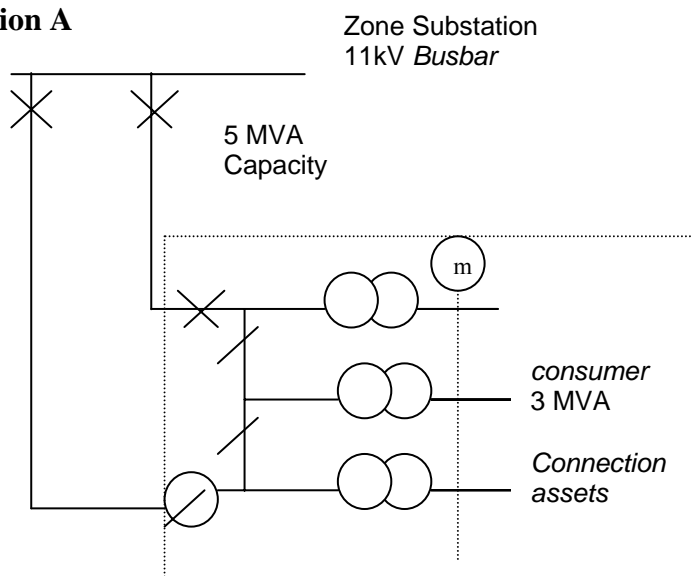 ion A
Zone Substation
11kV Busbar
5 MVA
Capacity
m
consumer
3 MVA
Connection
assets